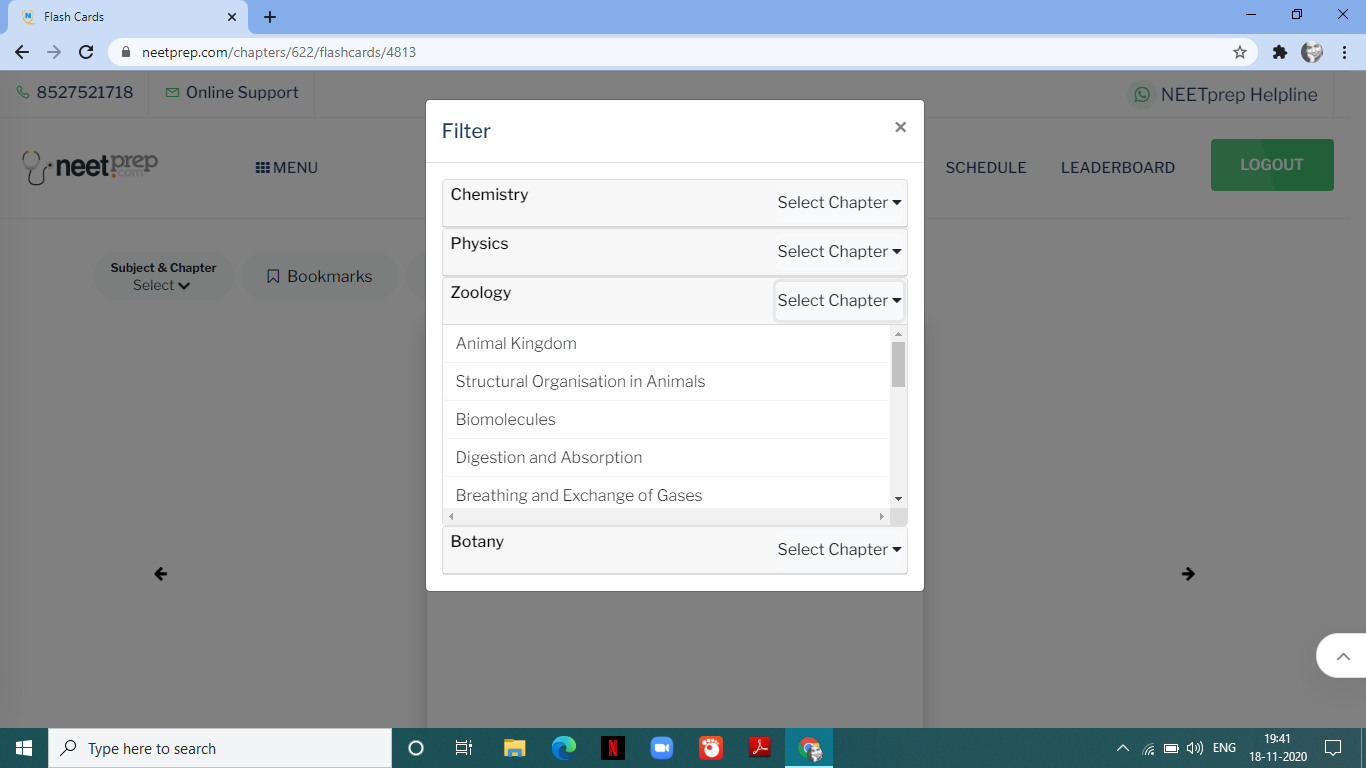 Flash Cards
neetprep.com/chapters/622/flashcards/4813
8527521718
Online Support
NEETprep Helpline
neetprep
.com
MENU
SCHEDULE
LEADERBOARD
LOGOUT
Subject & Chapter
Select
Bookmarks
Filter
×
Chemistry
Select Chapter
Physics
Select Chapter
Zoology
Select Chapter
Animal Kingdom
Structural Organisation in Animals
Biomolecules
Digestion and Absorption
Breathing and Exchange of Gases
Botany
Select Chapter
Type here to search
ENG
19:41
18-11-2020